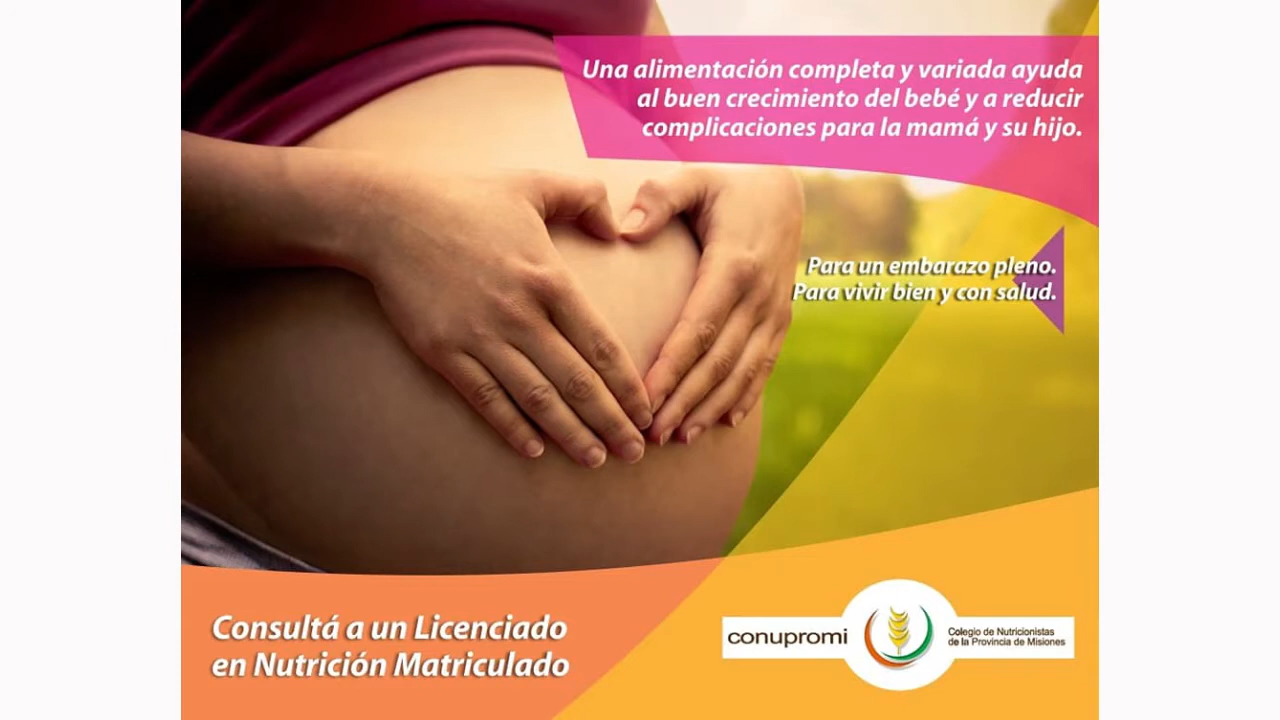 Una alimentación completa y variada ayuda
al buen crecimiento del bebé y a reducir
complicaciones para la mamá y su hijo.
Para un embarazo pleno.
Para vivir bien y con salud.
Consultá a un Licenciado
en Nutrición Matriculado
conupromi
Colegio de Nutricionistas
de la Provincia de Misiones